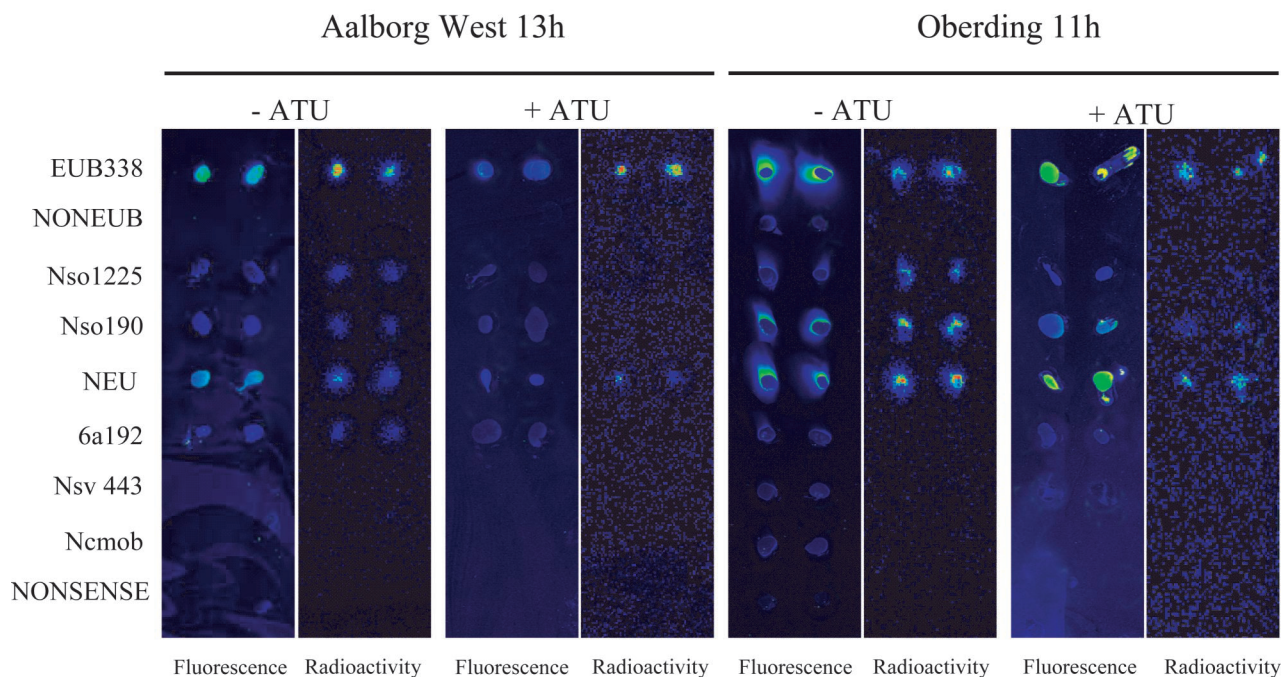 Aalborg West 13h Oberding 11h
- ATU + ATU - ATU + ATU
EUB338
NONEUB
Nso1225
Nso190
NEU
6a192
Nsv 443
Ncmob
NONSENSE
Fluorescence Radioactivity Fluorescence Radioactivity Fluorescence Radioactivity Fluorescence Radioactivity